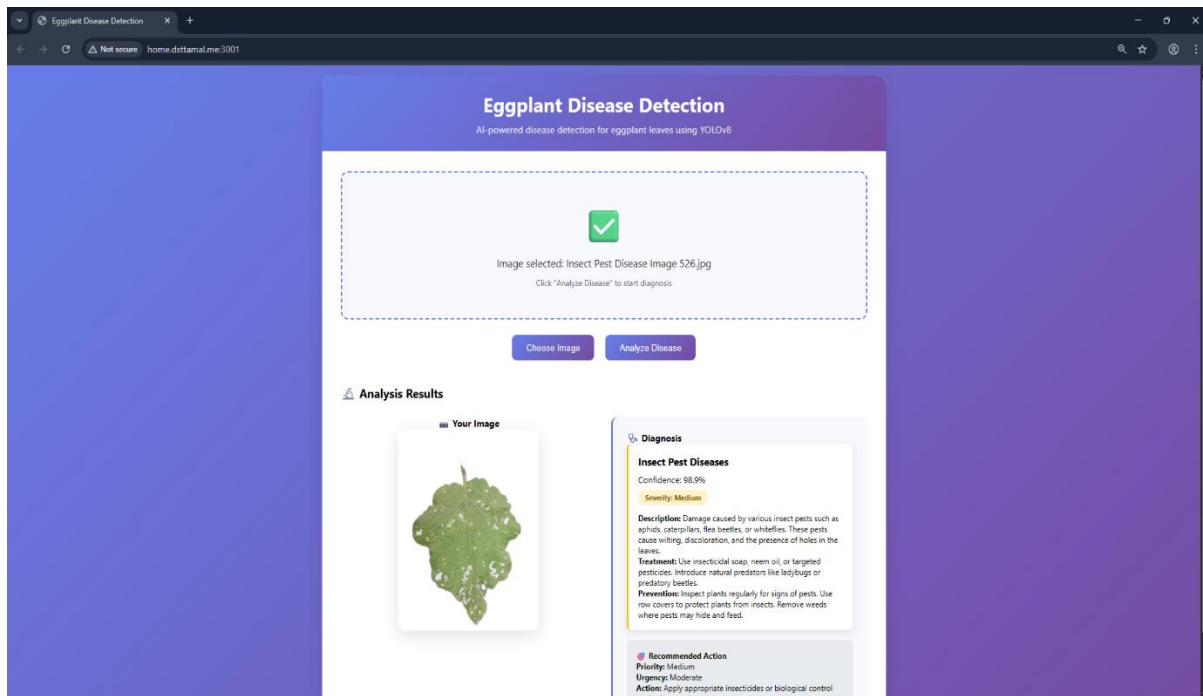 Eggplant Disease Detection
Not secure
home.dsttamal.me:3001
Eggplant Disease Detection
AI-powered disease detection for eggplant leaves using YOLOv8
Image selected: Insect Pest Disease Image 526.jpg
Click "Analyze Disease" to start diagnosis
Choose Image
Analyze Disease
Analysis Results
Your Image
Diagnosis
Insect Pest Diseases
Confidence: 98.9%
Severity: Medium
Description: Damage caused by various insect pests such as
aphids, caterpillars, flea beetles, or whiteflies. These pests
cause wilting, discoloration, and the presence of holes in the
leaves.
Treatment: Use insecticidal soap, neem oil, or targeted
pesticides. Introduce natural predators like ladybugs or
predatory beetles.
Prevention: Inspect plants regularly for signs of pests. Use
row covers to protect plants from insects. Remove weeds
where pests may hide and feed.
Recommended Action
Priority: Medium
Urgency: Moderate
Action: Apply appropriate insecticides or biological control